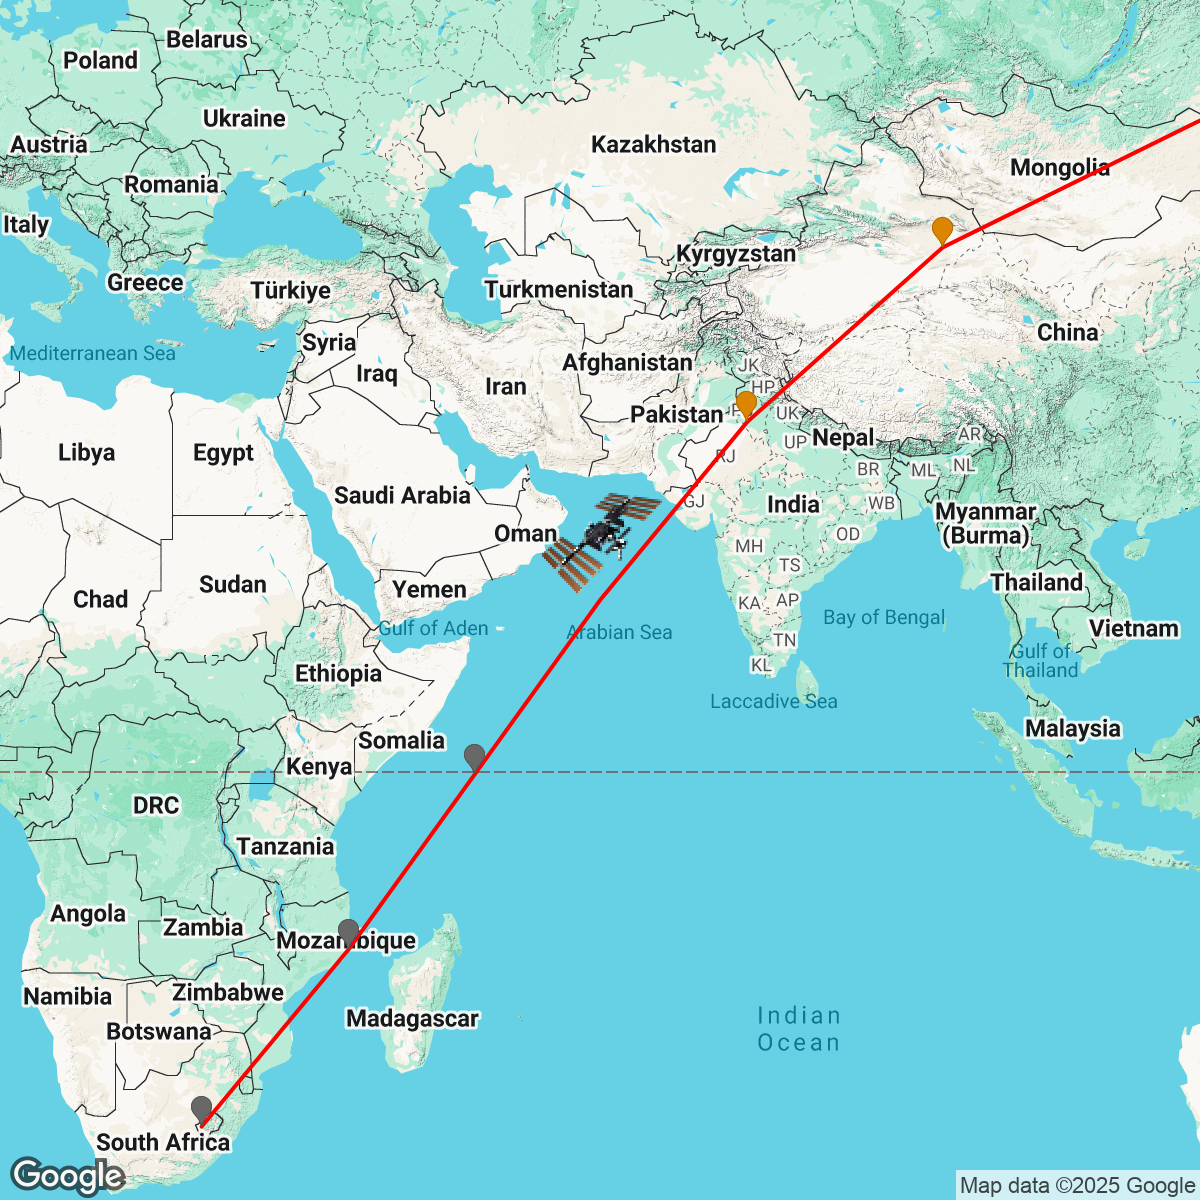 Belarus
Poland
Ukraine
Austria
Kazakhstan
Mongolia
Romania
Italy
Kyrgyzstan
Greece
Türkiye
Turkmenistan
China
Syria
Mediterranean Sea
Afghanistan
JK
Iraq
Iran
HP
Pakistan
UK
Nepal
AR
UP
Libya
Egypt
RJ
BR
ML
NL
Saudi Arabia
GJ
India
WB
Myanmar
(Burma)
Oman
OD
MH
TS
Sudan
Yemen
Thailand
Chad
KA
AP
Bay of Bengal
Gulf of Aden
Arabian Sea
Vietnam
TN
Gulf of
Thailand
Ethiopia
KL
Laccadive Sea
Malaysia
Somalia
Kenya
DRC
Tanzania
Angola
Zambia
Mozambique
Namibia
Zimbabwe
Botswana
Madagascar
Indian
Ocean
South Africa
Google
Map data ©2025 Google